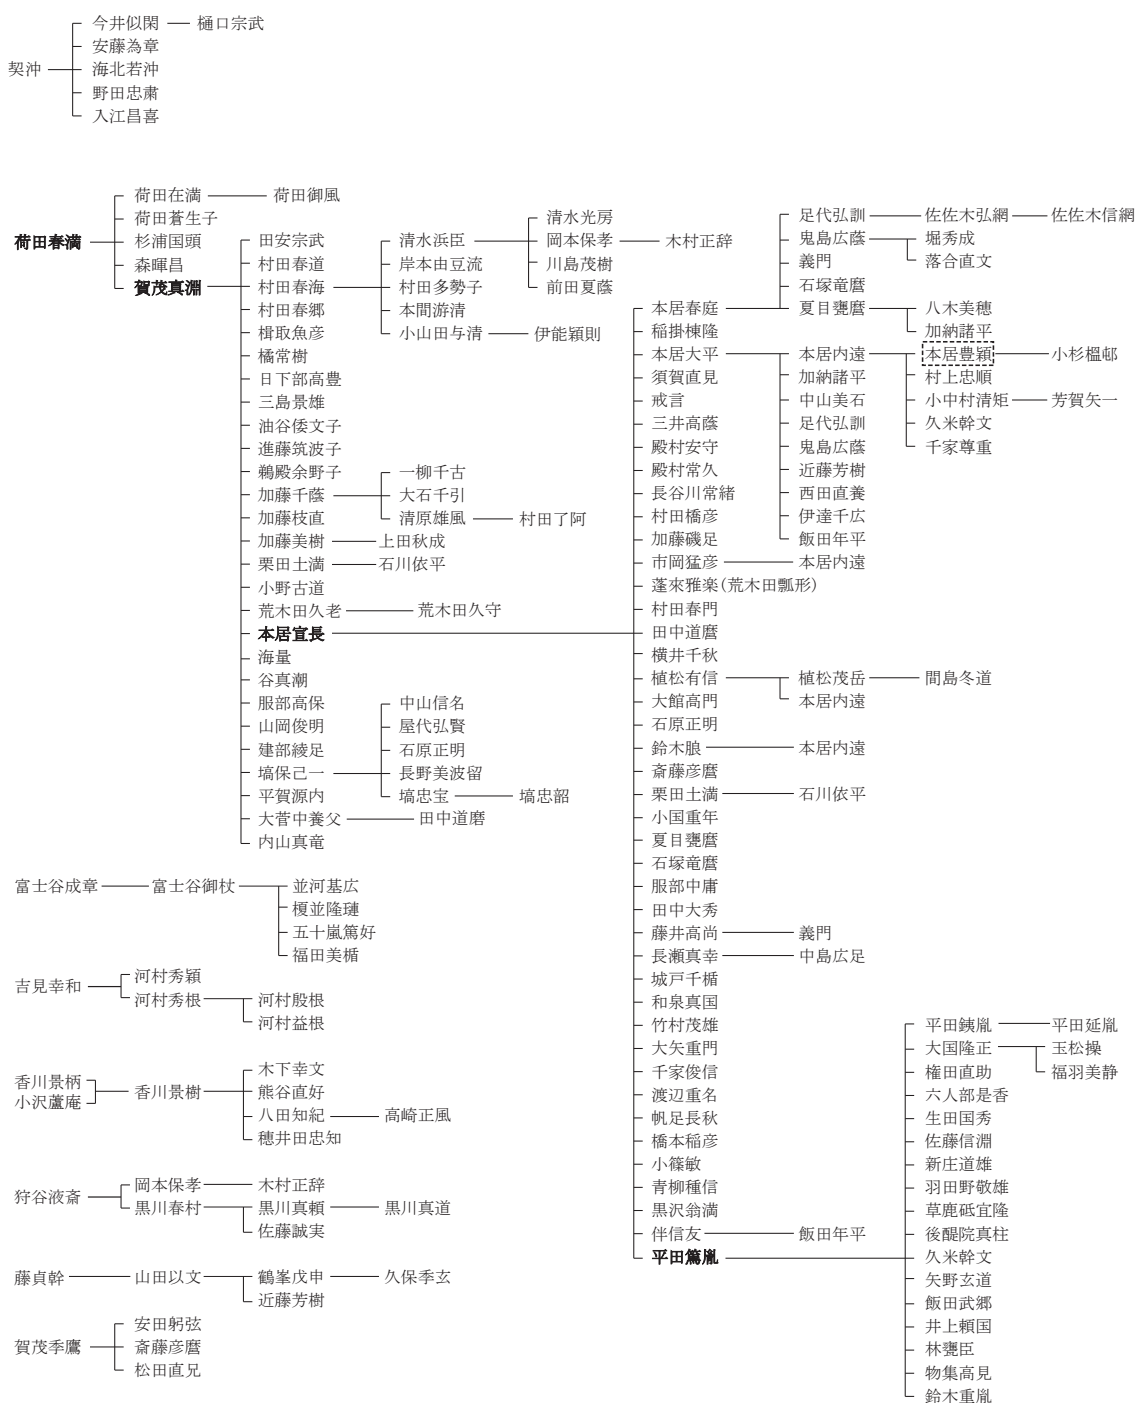 今井似閑 樋口宗武
安藤為章
契沖 海北若沖
野田忠粛
入江昌喜
荷田在満 荷田御風
荷田蒼生子
荷田春満 杉浦国頭
森暉昌
賀茂真淵
田安宗武
村田春道
村田春海
村田春郷
楫取魚彦
橘常樹
日下部高豊
三島景雄
油谷倭文子
進藤筑波子
鵜殿余野子
加藤千蔭
加藤枝直
加藤美樹 上田秋成
栗田土満 石川依平
小野古道
荒木田久老 荒木田久守
本居宣長
海量
谷真潮
服部高保
山岡俊明
建部綾足
塙保己一
平賀源内
大菅中養父 田中道磨
内山真竜
清水浜臣
岸本由豆流
村田多勢子
本間游清
小山田与清 伊能穎則
清水光房
岡本保孝 木村正辞
川島茂樹
前田夏蔭
一柳千古
大石千引
清原雄風 村田了阿
中山信名
屋代弘賢
石原正明
長野美波留
塙忠宝 塙忠韶
本居春庭
稲掛棟隆
本居大平
須賀直見
戒言
三井高蔭
殿村安守
殿村常久
長谷川常緒
村田橋彦
加藤磯足
市岡猛彦 本居内遠
蓬來雅楽(荒木田瓢形)
村田春門
田中道麿
横井千秋
植松有信 植松茂岳 間島冬道
本居内遠
大館高門
石原正明
鈴木朖 本居内遠
斎藤彦麿
栗田土満 石川依平
小国重年
夏目甕麿
石塚竜麿
服部中庸
田中大秀
藤井高尚 義門
長瀬真幸 中島広足
城戸千楯
和泉真国
竹村茂雄
大矢重門
千家俊信
渡辺重名
帆足長秋
橋本稲彦
小篠敏
青柳種信
黒沢翁満
伴信友 飯田年平
平田篤胤
足代弘訓 佐佐木弘綱 佐佐木信綱
鬼島広蔭 堀秀成
落合直文
義門
石塚竜麿
夏目甕麿 八木美穂
加納諸平
本居内遠 本居豊穎 小杉榲邨
加納諸平 村上忠順
中山美石 小中村清矩 芳賀矢一
足代弘訓 久米幹文
鬼島広蔭 千家尊重
近藤芳樹
西田直養
伊達千広
飯田年平
平田銕胤 平田延胤
大国隆正 玉松操
権田直助 福羽美静
六人部是香
生田国秀
佐藤信淵
新庄道雄
羽田野敬雄
草鹿砥宜隆
後醍院真柱
久米幹文
矢野玄道
飯田武郷
井上頼国
林甕臣
物集高見
鈴木重胤
富士谷成章 富士谷御杖 並河基広
榎並隆璉
五十嵐篤好
福田美楯
吉見幸和 河村秀穎
河村秀根 河村殷根
河村益根
香川景柄
小沢蘆庵
香川景樹 木下幸文
熊谷直好
八田知紀 高崎正風
穂井田忠知
狩谷液斎 岡本保孝 木村正辞
黒川春村 黒川真頼 黒川真道
佐藤誠実
藤貞幹 山田以文 鶴峯戊申 久保季玄
近藤芳樹
賀茂季鷹 安田躬弦
斎藤彦麿
松田直兄